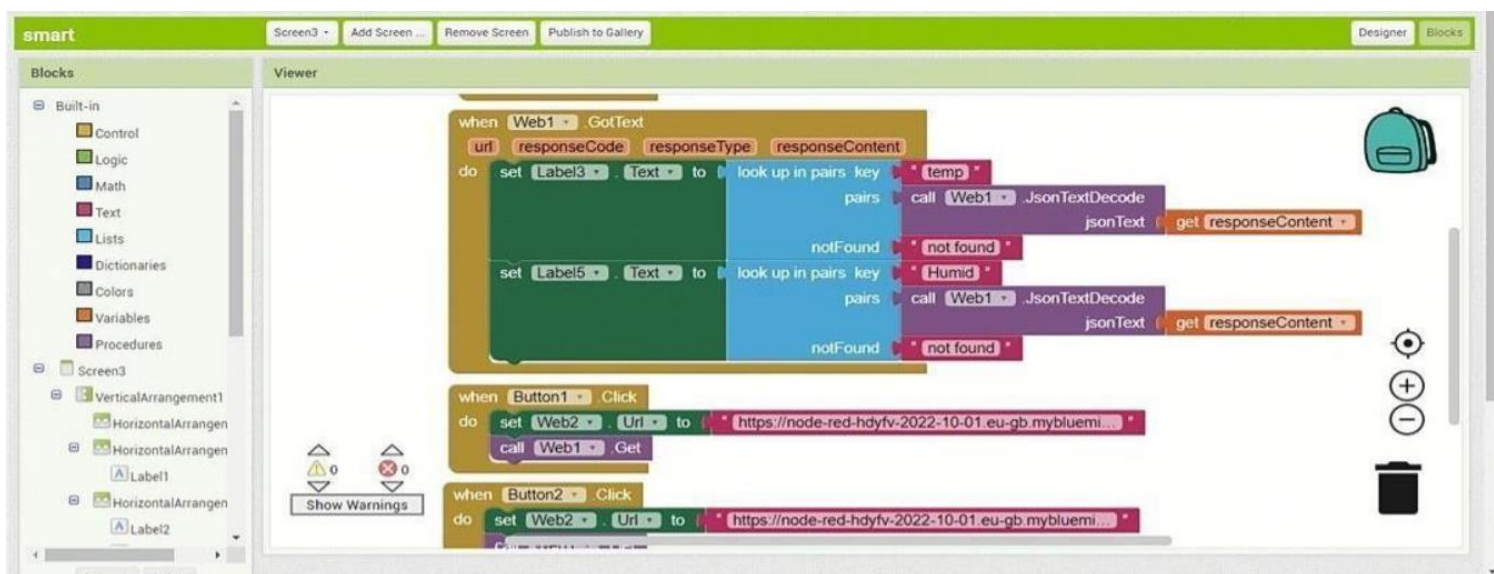 smart
Screen3 Add Screen ... Remove Screen Publish to Gallery Designer Blocks
Blocks
Viewer
Built-in
Control
Logic
Math
Text
Lists
Dictionaries
Colors
Variables
Procedures
Screen3
VerticalArrangement1
HorizontalArrangen
HorizontalArrangen
Label1
HorizontalArrangen
Label2
when Web1 .GotText
url responseCode responseType responseContent
do set Label3 . Text to look up in pairs key " temp "
pairs call Web1 .JsonTextDecode
jsonText get responseContent
notFound " not found "
set Label5 . Text to look up in pairs key " Humid "
pairs call Web1 .JsonTextDecode
jsonText get responseContent
notFound " not found "
when Button1 .Click
do set Web2 . Url to " https://node-red-hdyfv-2022-10-01.eu-gb.mybluemi... "
call Web1 .Get
when Button2 .Click
do set Web2 . Url to " https://node-red-hdyfv-2022-10-01.eu-gb.mybluemi... "
0 0
Show Warnings